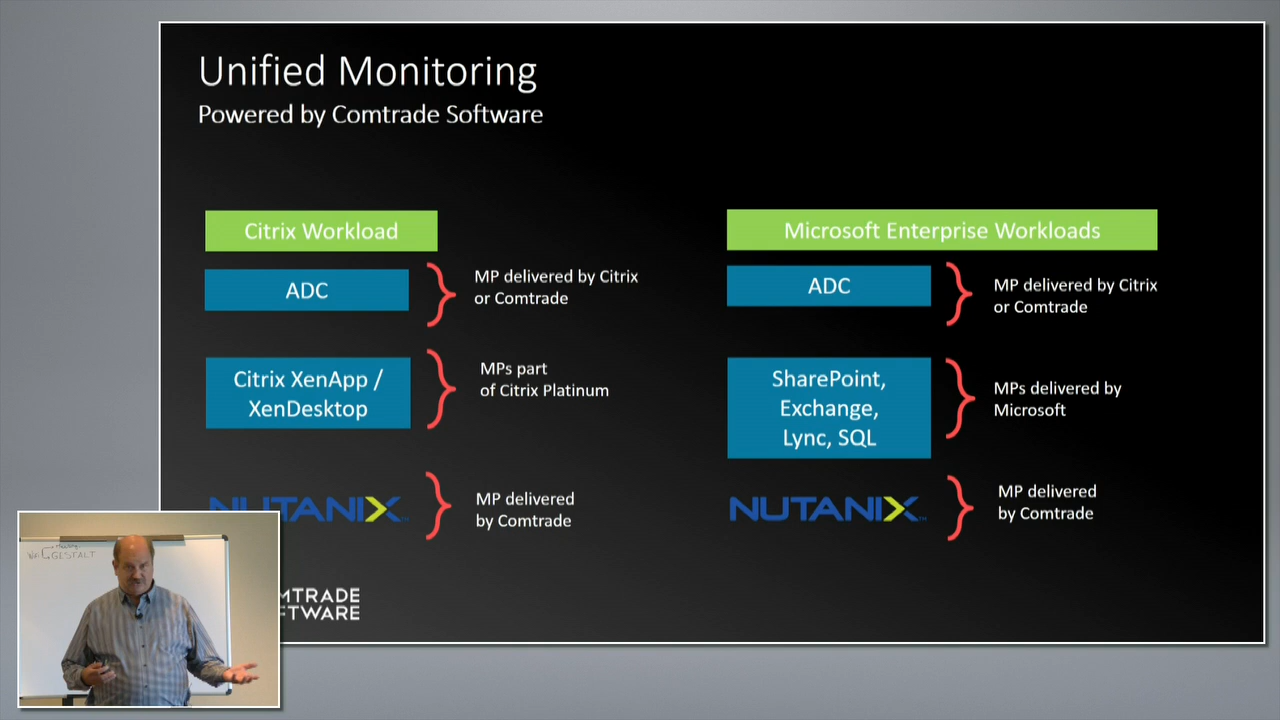 Unified Monitoring
Powered by Comtrade Software
Citrix Workload
ADC
MP delivered by Citrix
or Comtrade
Citrix XenApp /
XenDesktop
MPs part
of Citrix Platinum
NUTANIX
MP delivered
by Comtrade
Microsoft Enterprise Workloads
ADC
MP delivered by Citrix
or Comtrade
SharePoint,
Exchange,
Lync, SQL
MPs delivered by
Microsoft
NUTANIX
MP delivered
by Comtrade
MTRADE
FTWARE
GESTALT